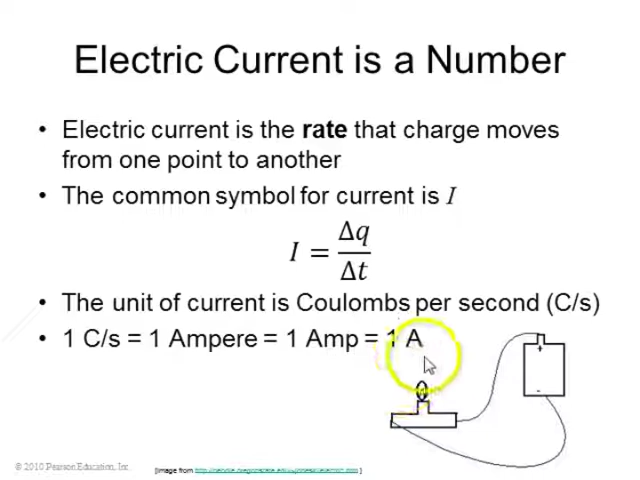 Electric Current is a Number
• Electric current is the rate that charge moves
from one point to another
• The common symbol for current is I
I = Δq / Δt
• The unit of current is Coulombs per second (C/s)
• 1 C/s = 1 Ampere = 1 Amp = 1 A
+
-
© 2010 Pearson Education, Inc.
[image from